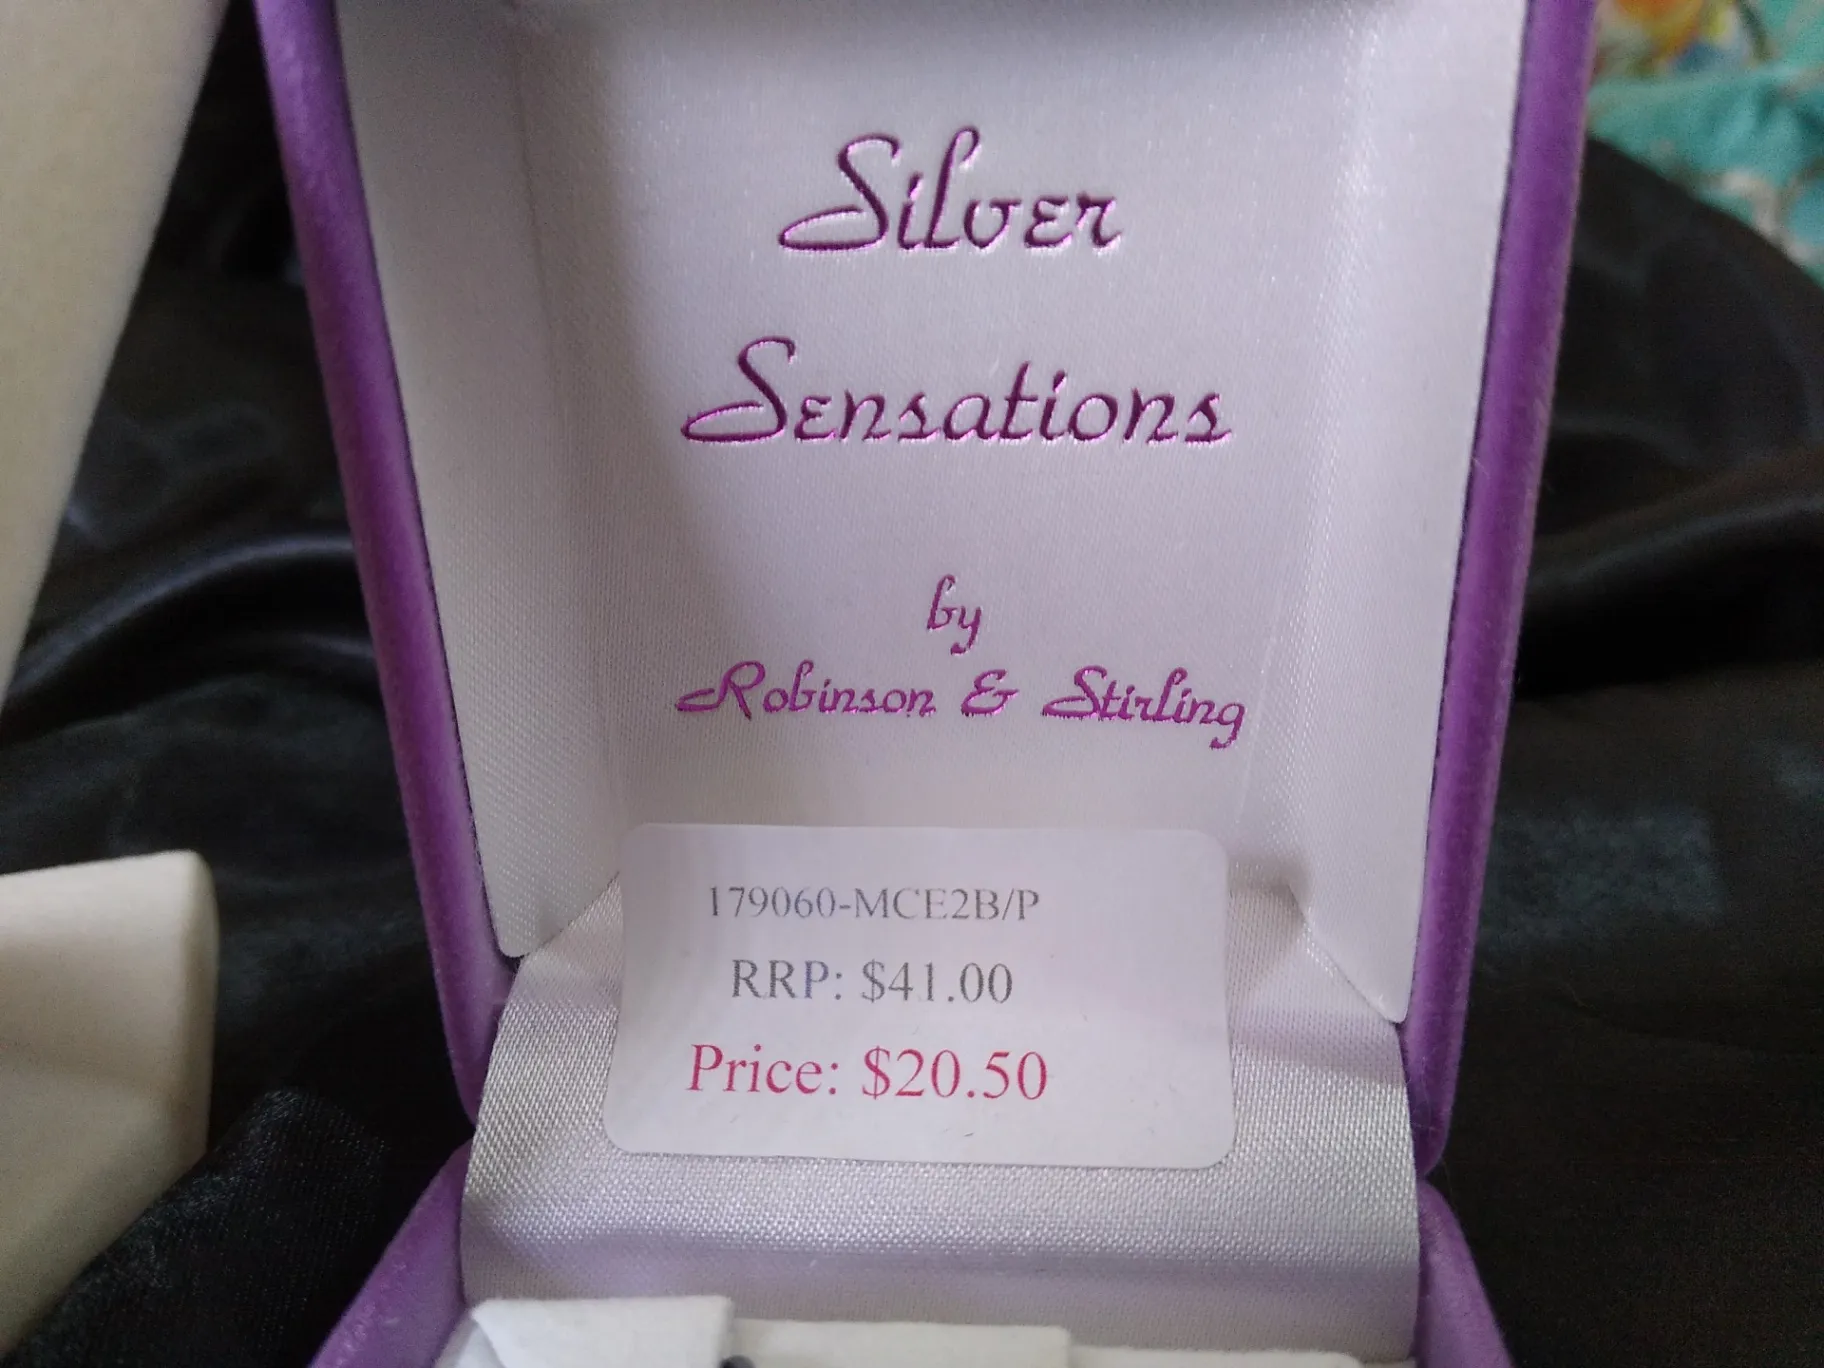 Silver
Sensations
by
Robinson & Stirling
179060-MCE2B/P
RRP: $41.00
Price: $20.50